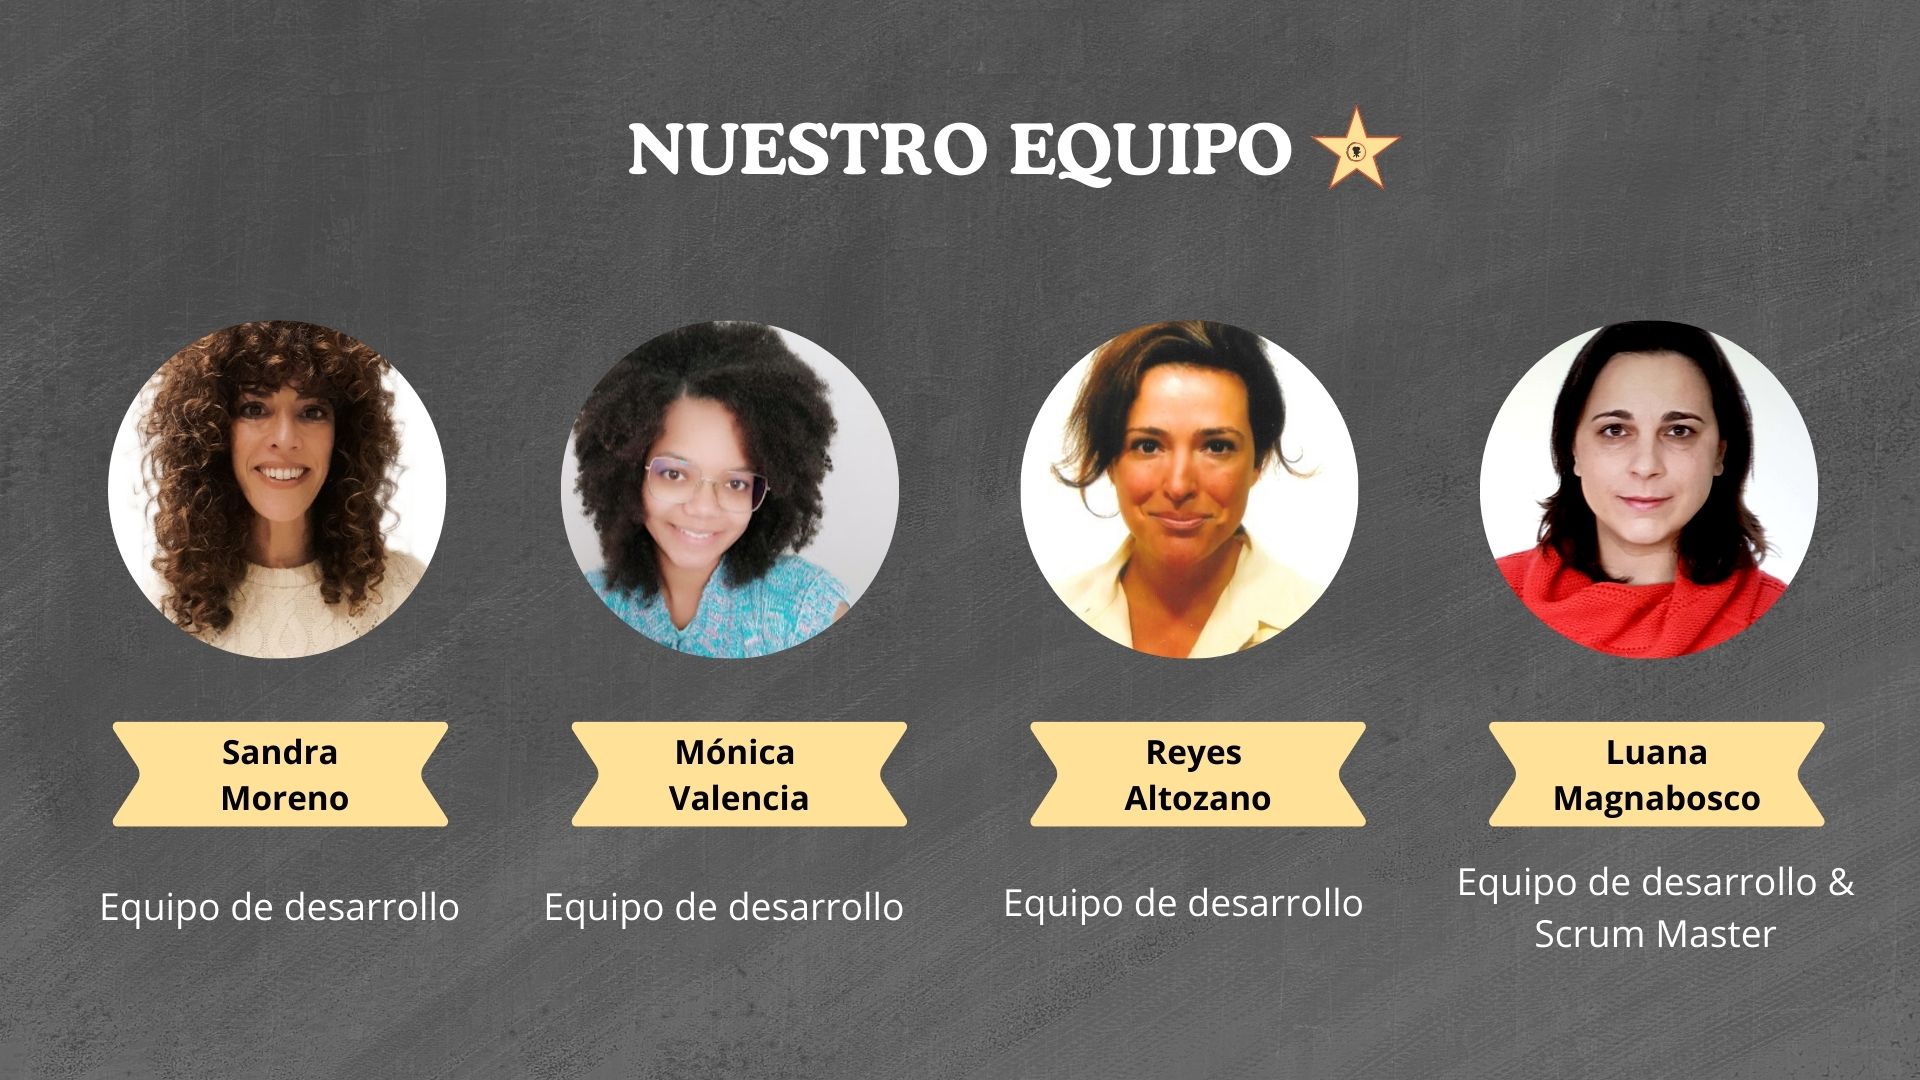 NUESTRO EQUIPO
Sandra
Moreno
Mónica
Valencia
Reyes
Altozano
Luana
Magnabosco
Equipo de desarrollo
Equipo de desarrollo
Equipo de desarrollo
Equipo de desarrollo &
Scrum Master